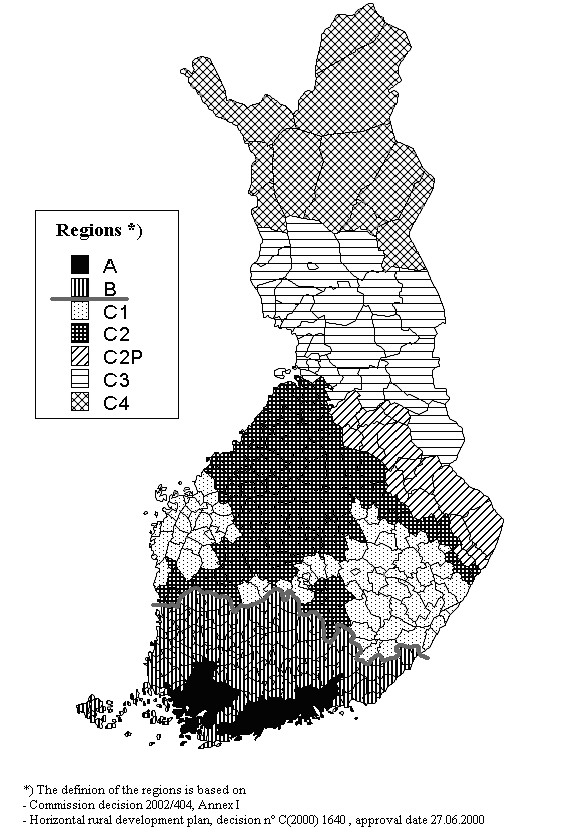 Regions *)
A
B
C1
C2
C2P
C3
C4
*) The definion of the regions is based on
- Commission decision 2002/404, Annex I
- Horizontal rural development plan, decision n° C(2000) 1640 , approval date 27.06.2000